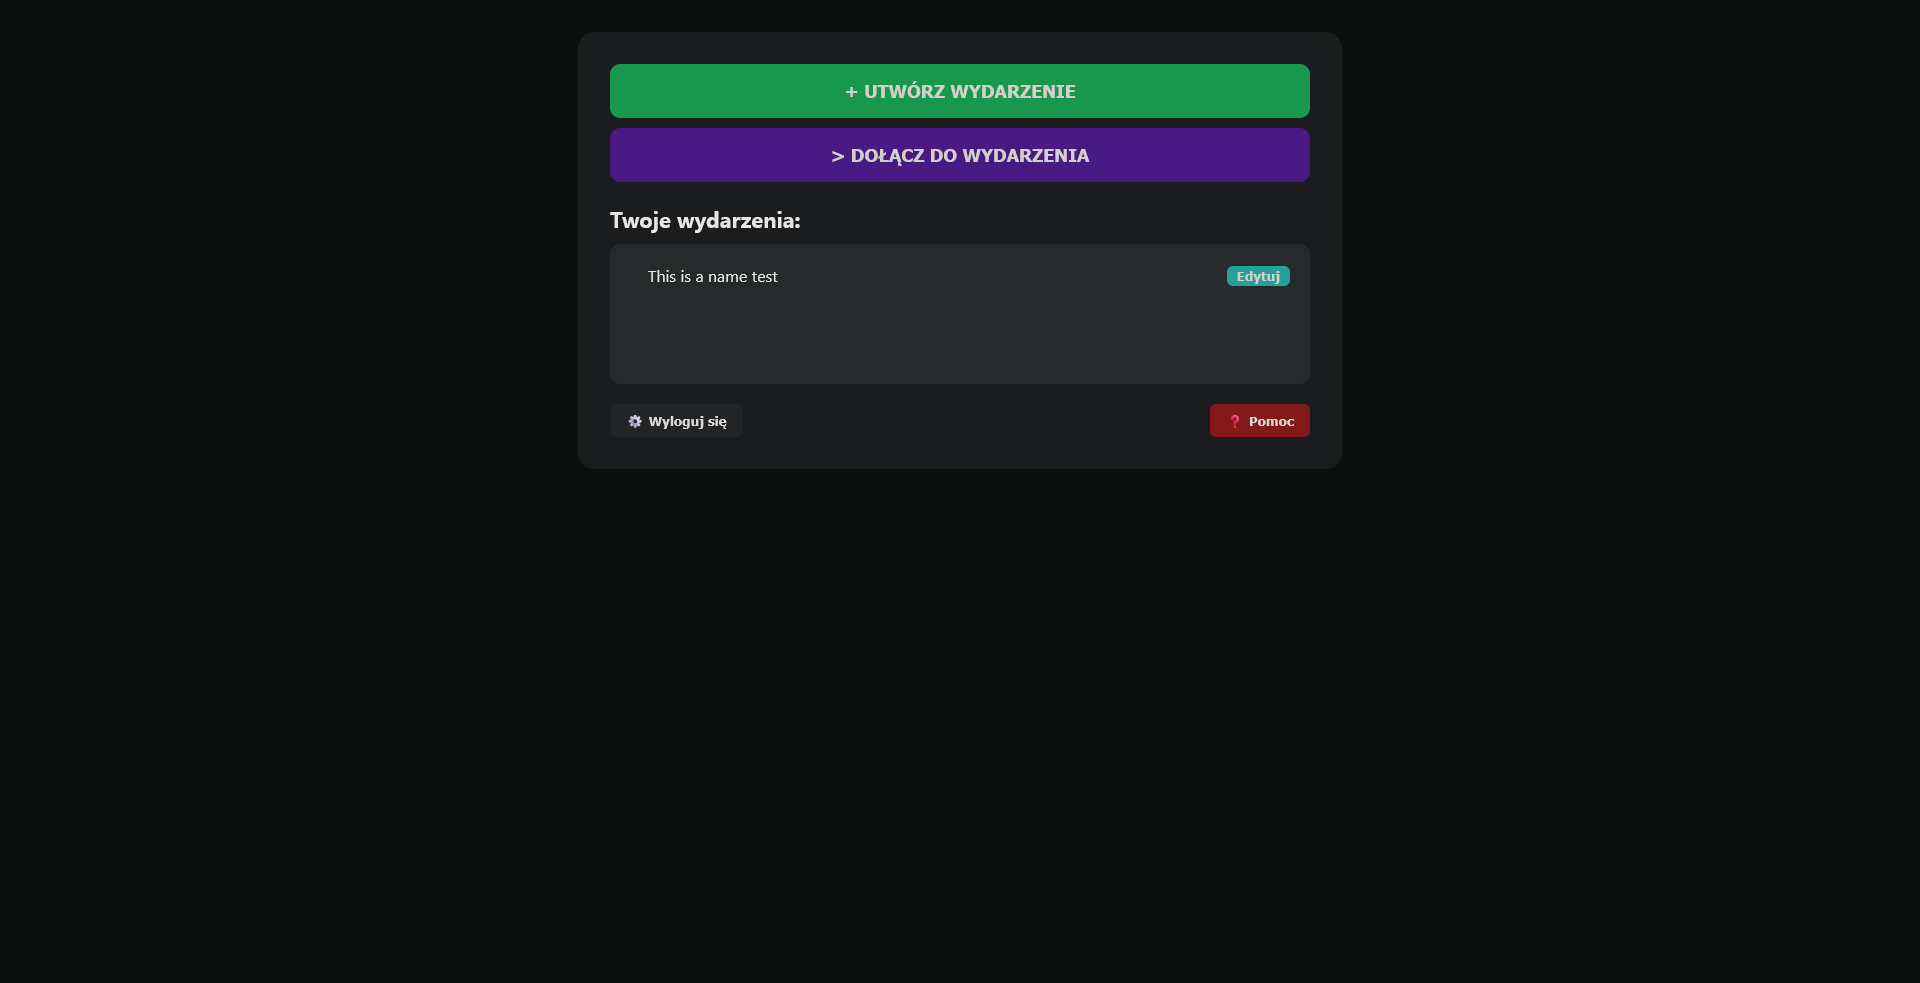 + UTWÓRZ WYDARZENIE
> DOŁĄCZ DO WYDARZENIA
Twoje wydarzenia:
This is a name test
Edytuj
Wyloguj się
❓ Pomoc